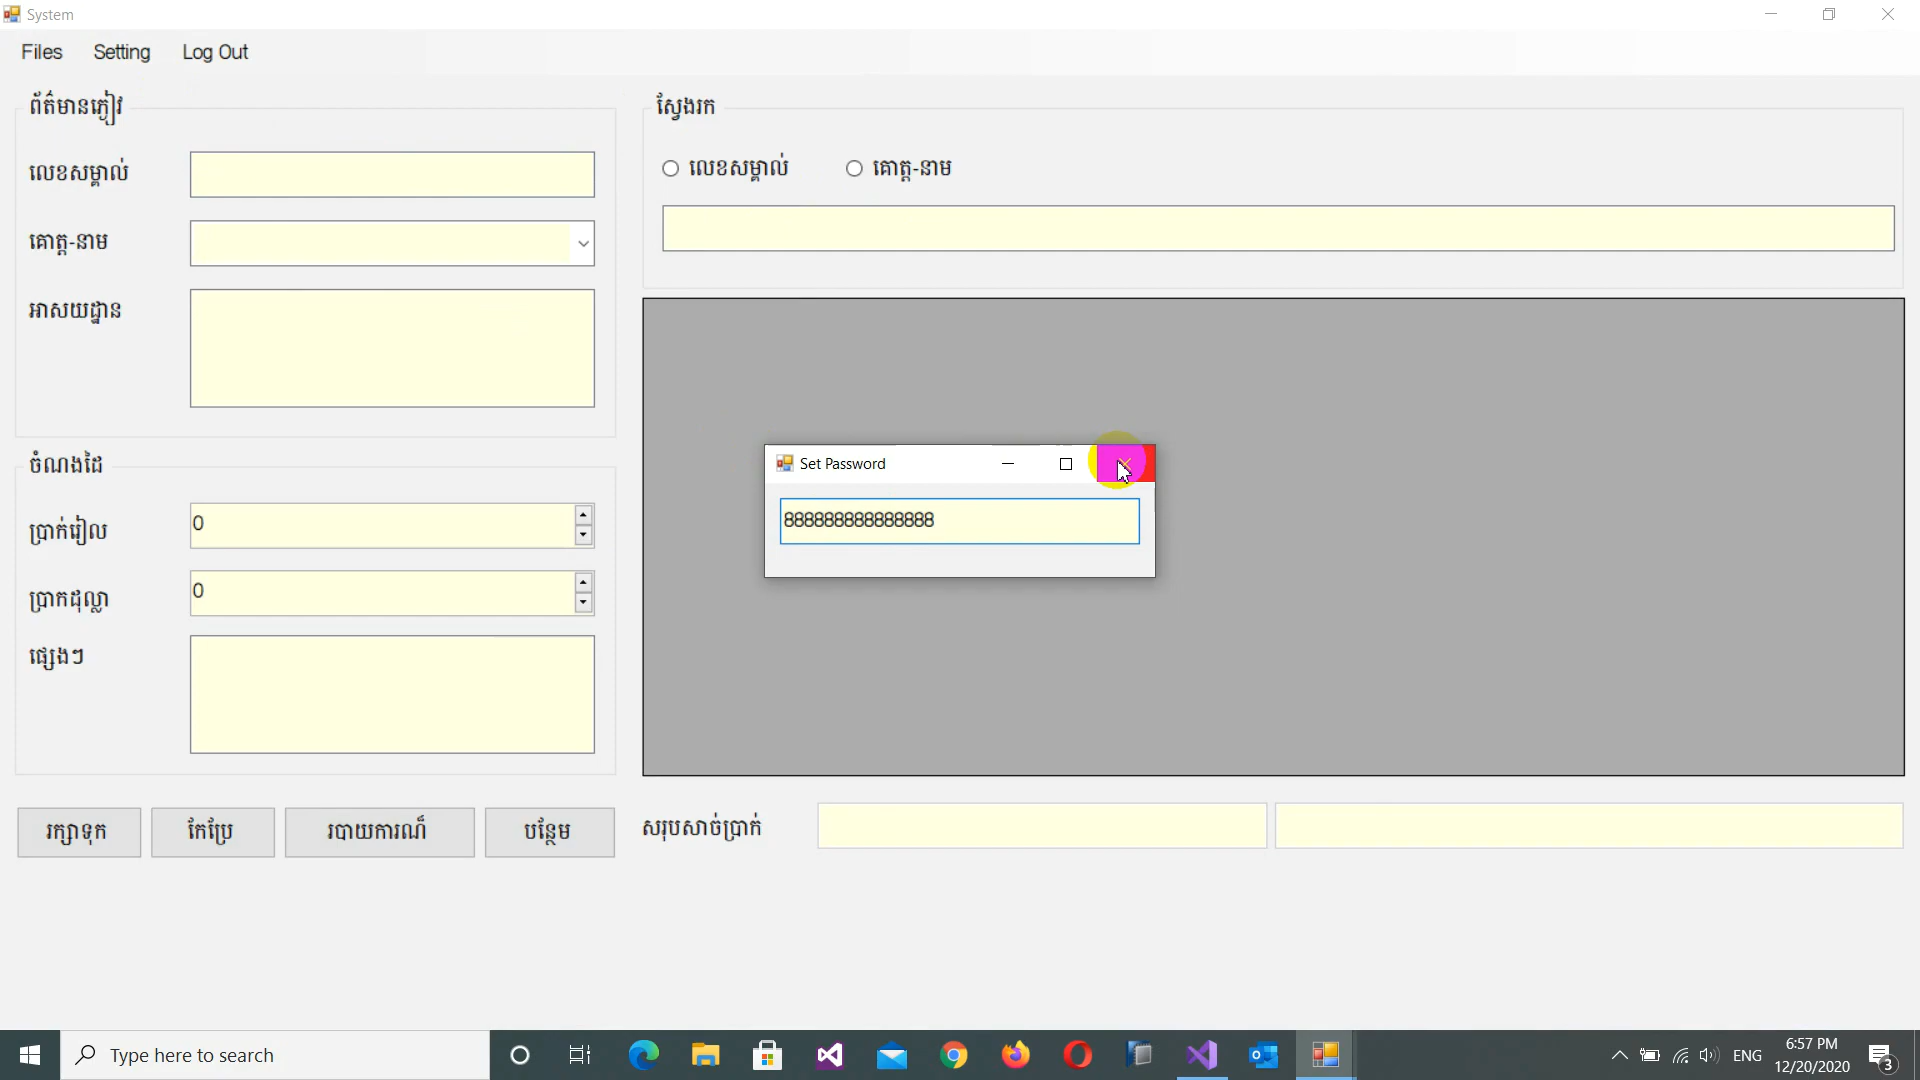 System
Files Setting Log Out
ព័ត៌មានភ្ញៀវ
លេខសម្គាល់
គោត្ត-នាម
អាសយដ្ឋាន
ចំណងដៃ
ប្រាក់រៀល 0
ប្រាកដុល្លា 0
ផ្សេងៗ
រក្សាទុក កែប្រែ របាយការណ៏ បន្ថែម
ស្វែងរក
លេខសម្គាល់ គោត្ត-នាម
Set Password
888888888888888
សរុបសាច់ប្រាក់
Type here to search
ENG
6:57 PM
12/20/2020
3